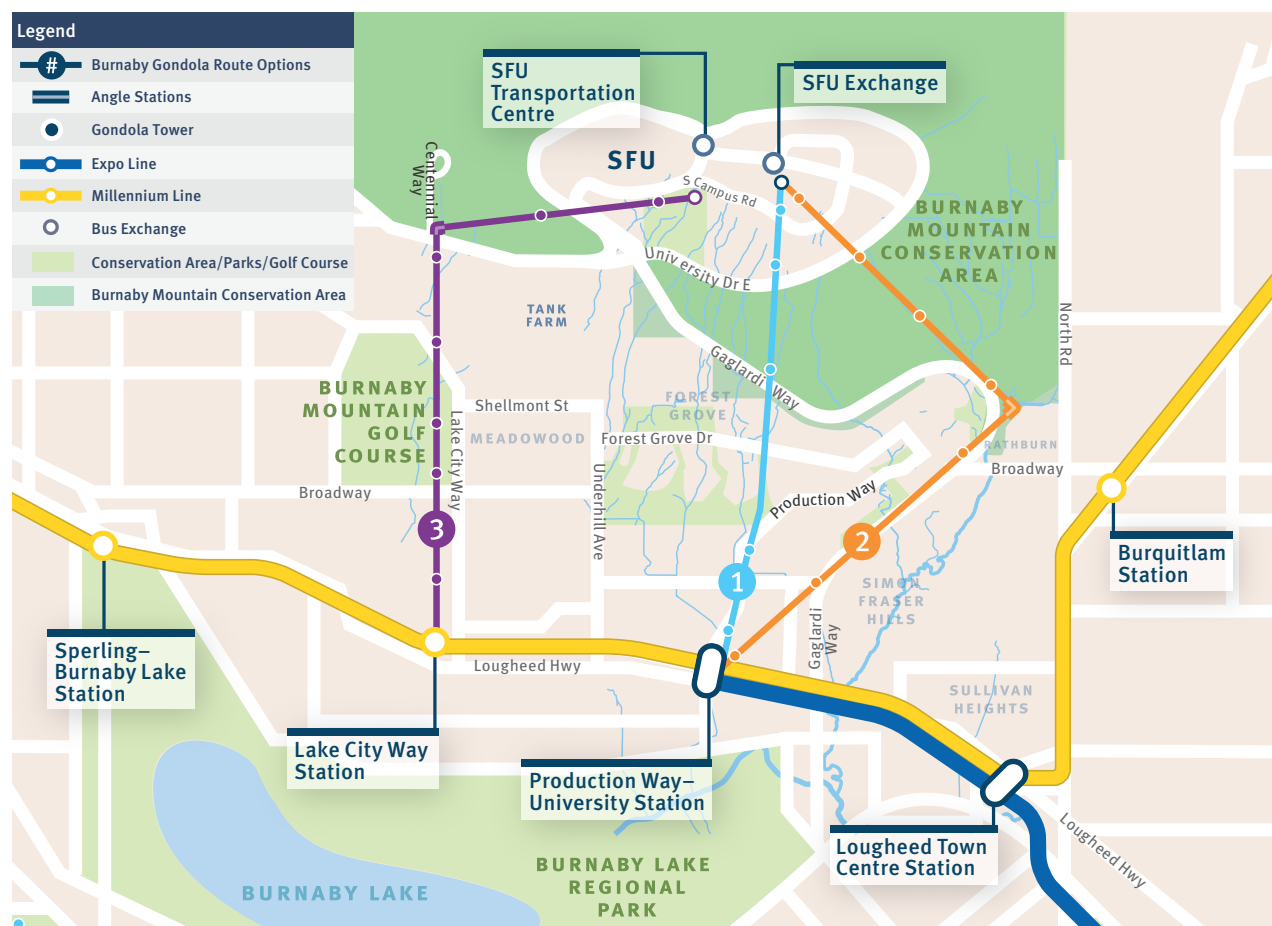 Legend
#
Burnaby Gondola Route Options
Angle Stations
Gondola Tower
Expo Line
Millennium Line
Bus Exchange
Conservation Area/Parks/Golf Course
Burnaby Mountain Conservation Area
SFU
Transportation
Centre
SFU Exchange
Centennial
Way
SFU
S Campus Rd
BURNABY
MOUNTAIN
CONSERVATION
AREA
University Dr E
TANK
FARM
North Rd
Gaglardi Way
BURNABY
MOUNTAIN
GOLF
COURSE
Shellmont St
FOREST
GROVE
MEADOWOOD
Forest Grove Dr
Lake City Way
RATHBURN
Broadway
Broadway
Underhill Ave
Production Way
3
2
1
Burquitlam
Station
SIMON
FRASER
HILLS
Gaglardi
Way
Sperling–
Burnaby Lake
Station
Lougheed Hwy
SULLIVAN
HEIGHTS
Lake City Way
Station
Production Way–
University Station
Lougheed Town
Centre Station
Lougheed Hwy
BURNABY LAKE
BURNABY LAKE
REGIONAL
PARK